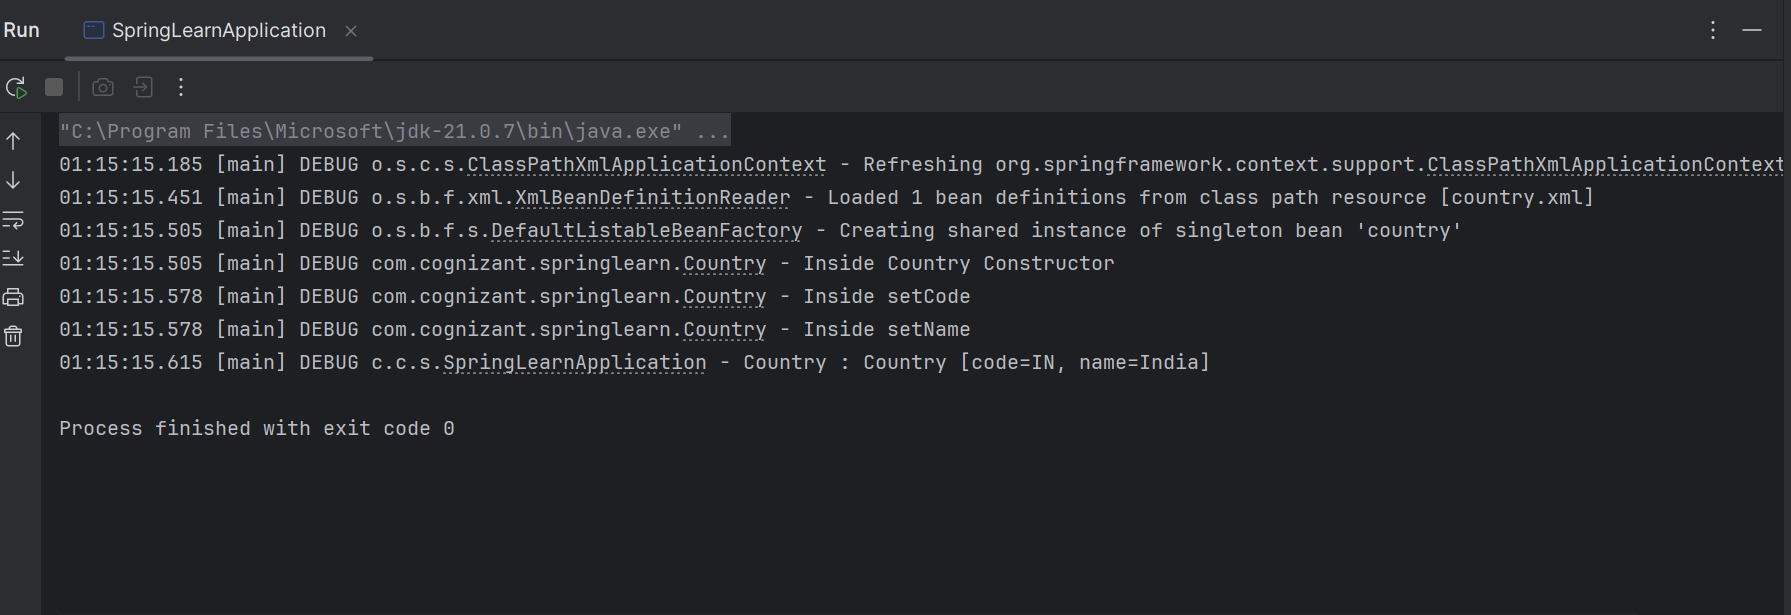 Run SpringLearnApplication
"C:\Program Files\Microsoft\jdk-21.0.7\bin\java.exe" ...
01:15:15.185 [main] DEBUG o.s.c.s.ClassPathXmlApplicationContext - Refreshing org.springframework.context.support.ClassPathXmlApplicationContext
01:15:15.451 [main] DEBUG o.s.b.f.xml.XmlBeanDefinitionReader - Loaded 1 bean definitions from class path resource [country.xml]
01:15:15.505 [main] DEBUG o.s.b.f.s.DefaultListableBeanFactory - Creating shared instance of singleton bean 'country'
01:15:15.505 [main] DEBUG com.cognizant.springlearn.Country - Inside Country Constructor
01:15:15.578 [main] DEBUG com.cognizant.springlearn.Country - Inside setCode
01:15:15.578 [main] DEBUG com.cognizant.springlearn.Country - Inside setName
01:15:15.615 [main] DEBUG c.c.s.SpringLearnApplication - Country : Country [code=IN, name=India]
Process finished with exit code 0